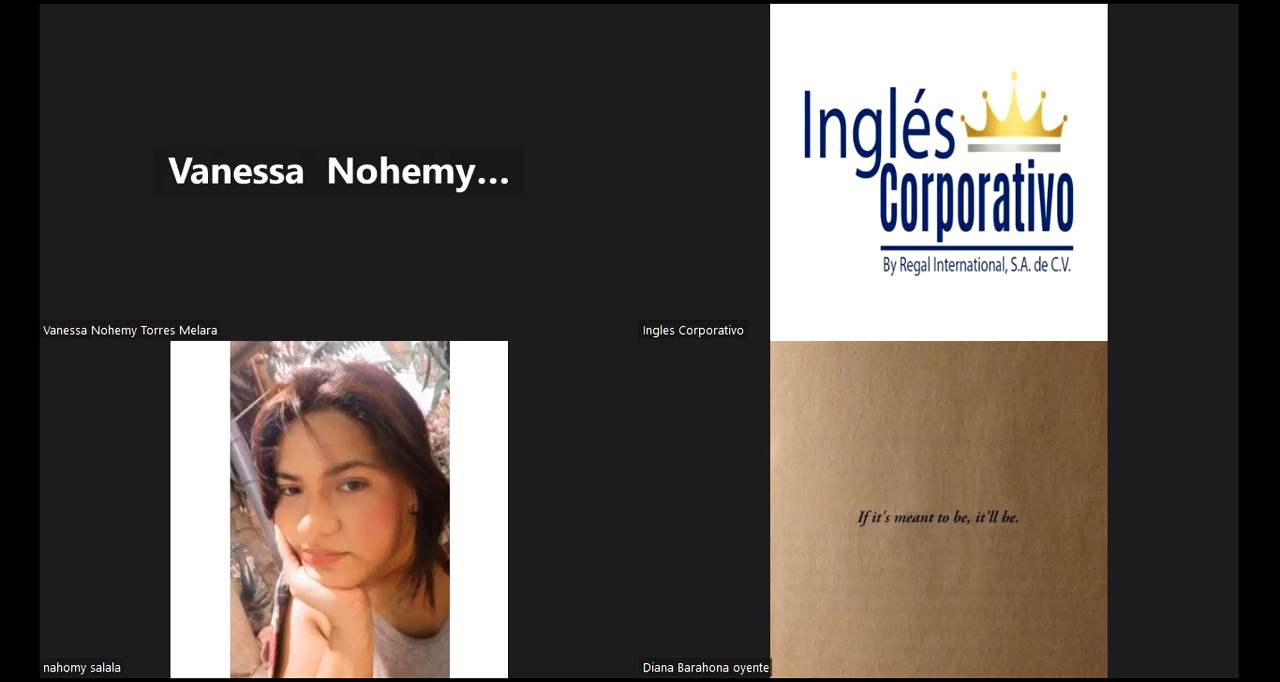 Vanessa Nohemy...
Vanessa Nohemy Torres Melara
Inglés
Corporativo
By Regal International, S.A. de C.V.
Ingles Corporativo
nahomy salala
If it's meant to be, it'll be.
Diana Barahona oyente